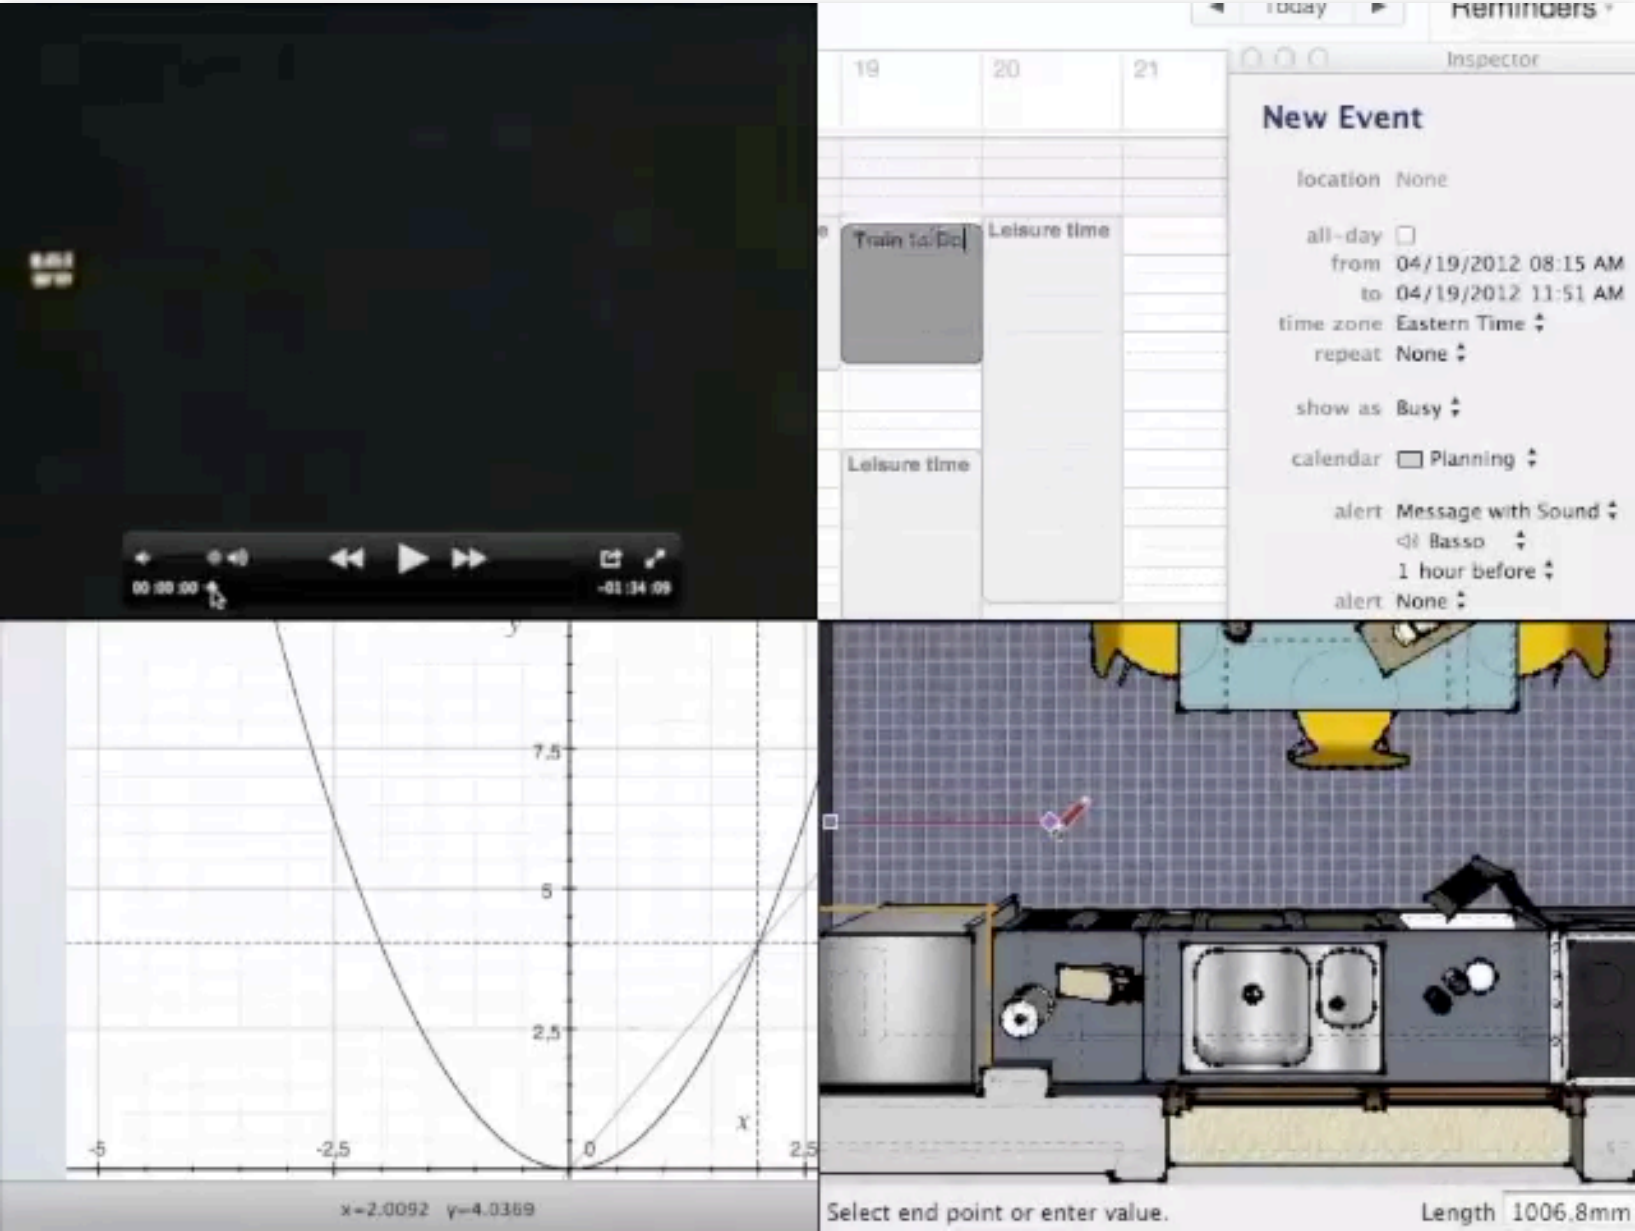 00:00:00
-01:34:09
Today
Reminders
19
20
21
Leisure time
Leisure time
Inspector
New Event
location None
all-day
from 04/19/2012 08:15 AM
to 04/19/2012 11:51 AM
time zone Eastern Time
repeat None
show as Busy
calendar Planning
alert Message with Sound
Basso
1 hour before
alert None
y
7,5
5
2,5
x
-5
-2,5
0
2,5
x=2.0092 y=4.0369
Select end point or enter value.
Length 1006.8mm